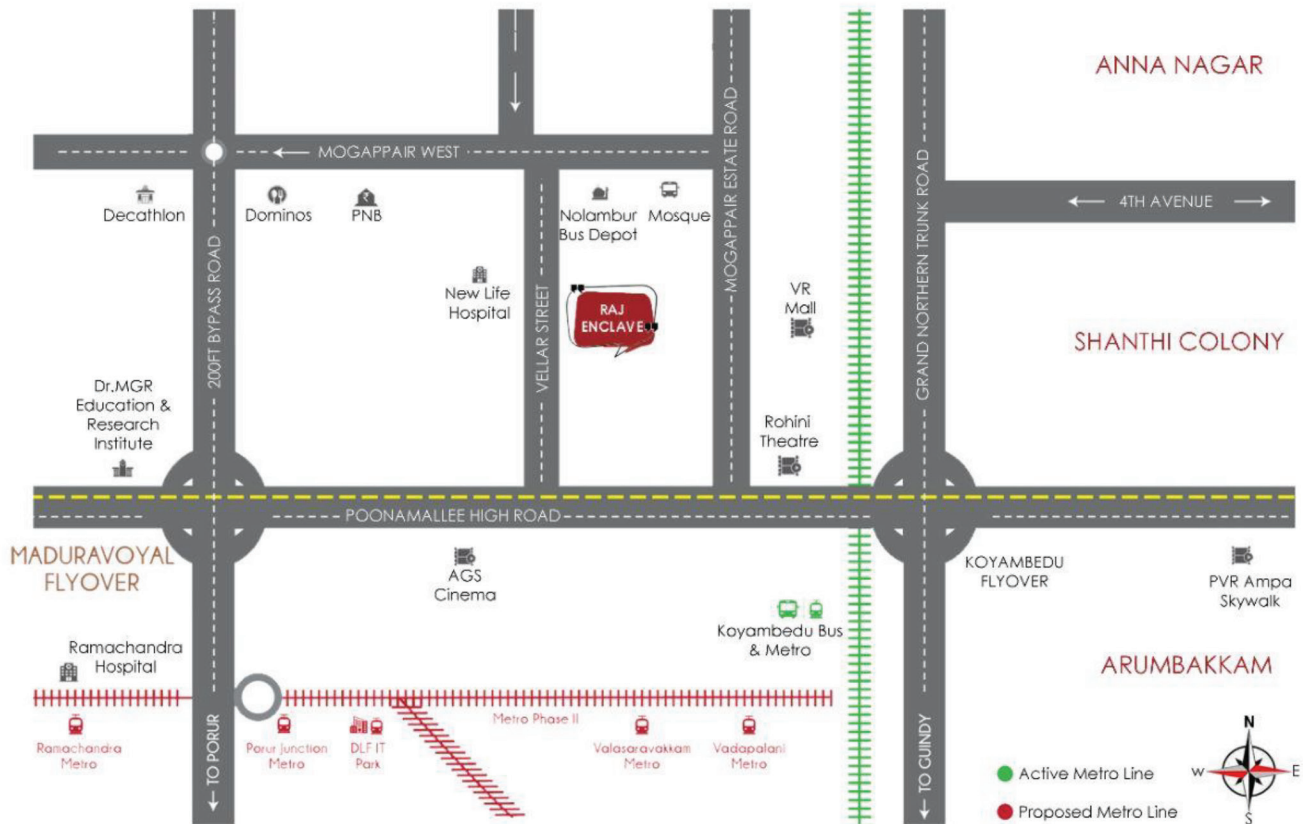 ANNA NAGAR
MOGAPPAIR WEST
MOGAPPAIR ESTATE ROAD
GRAND NORTHERN TRUNK ROAD
4TH AVENUE
Decathlon
Dominos
PNB
Nolambur
Bus Depot
Mosque
200FT BYPASS ROAD
New Life
Hospital
VELLAR STREET
RAJ
ENCLAVE
VR
Mall
SHANTHI COLONY
Dr.MGR
Education &
Research
Institute
Rohini
Theatre
POONAMALLEE HIGH ROAD
MADURAVOYAL
FLYOVER
AGS
Cinema
KOYAMBEDU
FLYOVER
PVR Ampa
Skywalk
Koyambedu Bus
& Metro
Ramachandra
Hospital
ARUMBAKKAM
Metro Phase II
Ramachandra
Metro
TO PORUR
Porur Junction
Metro
DLF IT
Park
Valasaravakkam
Metro
Vadapalani
Metro
TO GUINDY
Active Metro Line
Proposed Metro Line
N
W
E
S